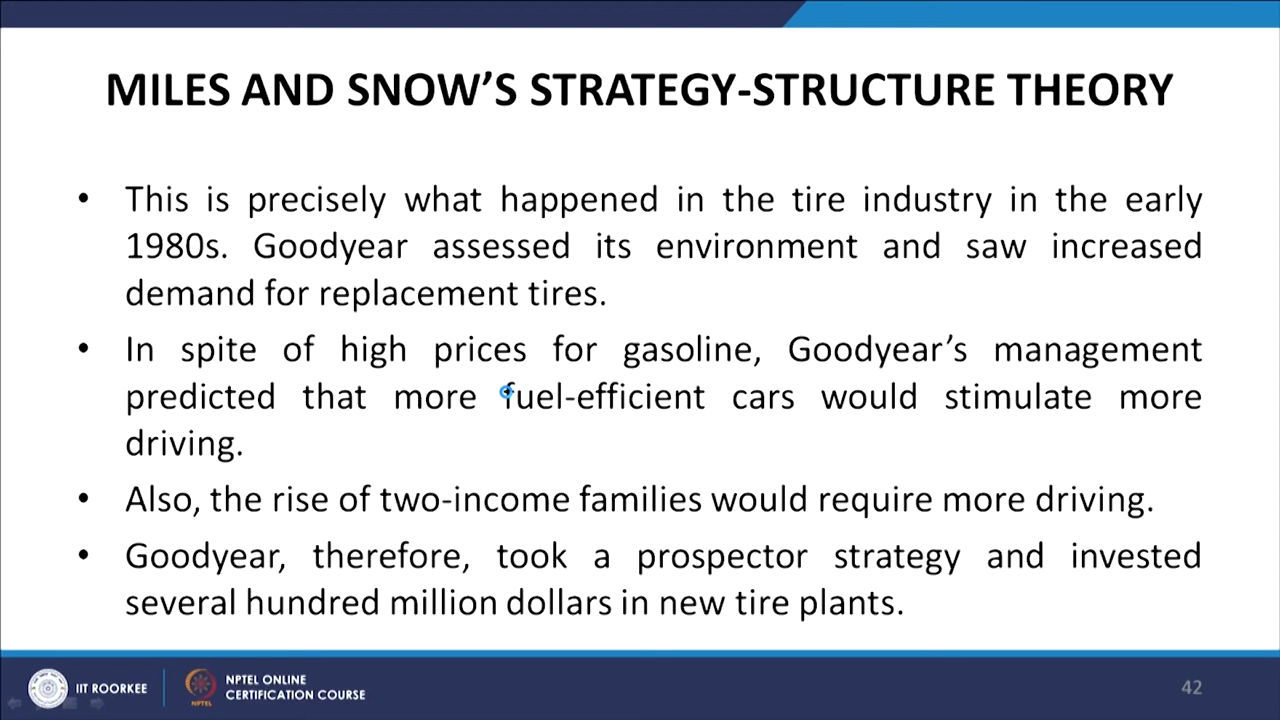 MILES AND SNOW'S STRATEGY-STRUCTURE THEORY
• This is precisely what happened in the tire industry in the early
1980s. Goodyear assessed its environment and saw increased
demand for replacement tires.
• In spite of high prices for gasoline, Goodyear's management
predicted that more fuel-efficient cars would stimulate more
driving.
• Also, the rise of two-income families would require more driving.
• Goodyear, therefore, took a prospector strategy and invested
several hundred million dollars in new tire plants.
IIT ROORKEE
NPTEL
NPTEL ONLINE
CERTIFICATION COURSE
42